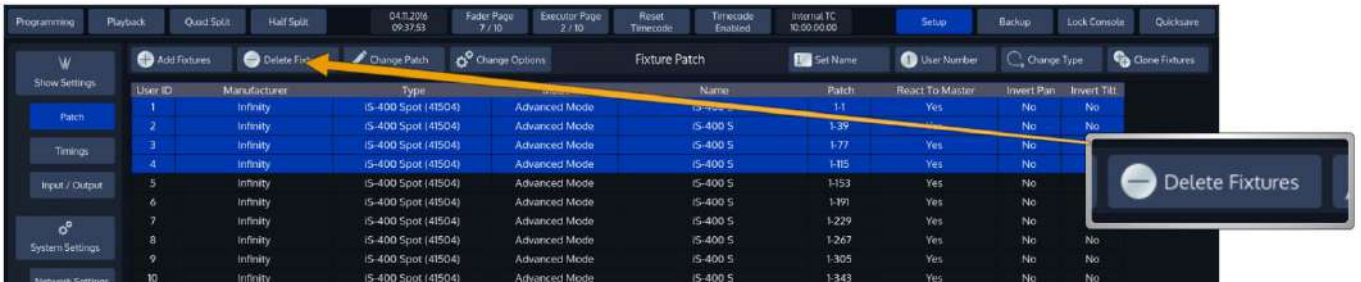 Programming Playback Quad Split Half Split 04.11.2016 09:37:53 Fader Page 7 / 10 Executor Page 2 / 10 Reset Timecode Timecode Enabled Internal TC 10:00:00:00 Setup Backup Lock Console Quicksave
Show Settings Add Fixtures Delete Change Patch Change Options Fixture Patch Set Name User Number Change Type Clone Fixtures
User ID Manufacturer Type Name Patch React To Master Invert Pan Invert Tilt
Patch
1 Infinity iS-400 Spot (41504) Advanced Mode 1-1 Yes No No
2 Infinity iS-400 Spot (41504) Advanced Mode iS-400 S 1-39 No No
Timings
3 Infinity iS-400 Spot (41504) Advanced Mode iS-400 S 1-77 Yes No
4 Infinity iS-400 Spot (41504) Advanced Mode iS-400 S 1-115 Yes No
Input / Output
5 Infinity iS-400 Spot (41504) Advanced Mode iS-400 S 1-153 Yes No
6 Infinity iS-400 Spot (41504) Advanced Mode iS-400 S 1-191 Yes No
7 Infinity iS-400 Spot (41504) Advanced Mode iS-400 S 1-229 Yes No
System Settings
8 Infinity iS-400 Spot (41504) Advanced Mode iS-400 S 1-267 Yes No No
9 Infinity iS-400 Spot (41504) Advanced Mode iS-400 S 1-305 Yes No No
Network Settings
10 Infinity iS-400 Spot (41504) Advanced Mode iS-400 S 1-343 Yes No No
Delete Fixtures